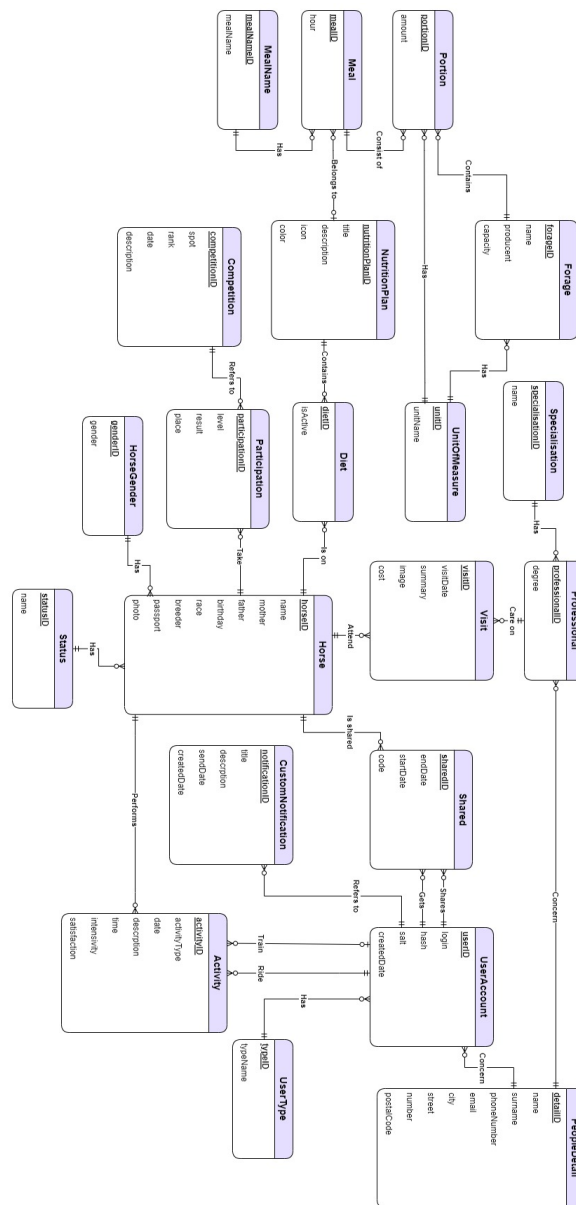 MealName
mealNameID
mealName
Has
Meal
mealID
hour
Consist of
Belongs to
Portion
portionID
amount
Contains
Has
Forage
forageID
name
producent
capacity
Has
NutritionPlan
nutritionPlanID
title
description
icon
color
Contains
Competition
competitionID
spot
rank
date
description
Refers to
Specialisation
specialisationID
name
Has
UnitOfMeasure
unitID
unitName
Diet
dietID
isActive
Is on
Participation
participationID
level
result
place
Take
HorseGender
genderID
gender
Has
Professional
professionalID
degree
Care on
Concern
Visit
visitID
visitDate
summary
image
cost
Attend
Horse
horseID
name
mother
father
birthday
race
breeder
passport
photo
Status
statusID
name
Has
Is shared
Performs
Shared
sharedID
endDate
startDate
code
Shares
Gets
CustomNotification
notificationID
title
descrption
sendDate
createdDate
Refers to
UserAccount
userID
login
hash
salt
createdDate
Concern
Train
Ride
Has
Activity
activityID
activityType
date
descrption
time
intensivity
satisfaction
UserType
typeID
typeName
PeopleDetail
detailID
name
surname
phoneNumber
email
city
street
number
postalCode